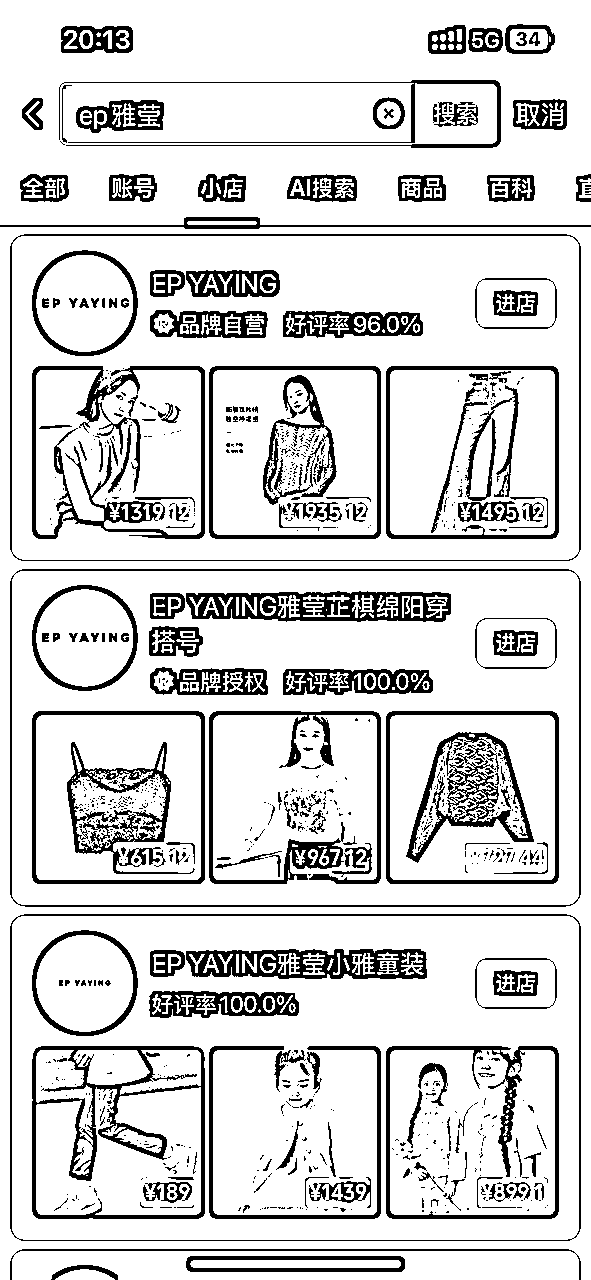 20:13
5G
34
ep雅莹
搜索
取消
全部
账号
小店
AI搜索
商品
百科
EP YAYING
EP YAYING
进店
品牌自营 好评率96.0%
¥1319.12
¥1935.12
¥1495.12
EP YAYING雅莹芷棋绵阳穿
搭号
EP YAYING
进店
品牌授权 好评率100.0%
¥615.12
¥967.12
¥727.44
EP YAYING雅莹小雅童装
EP YAYING
进店
好评率100.0%
¥189
¥1439
¥899.1